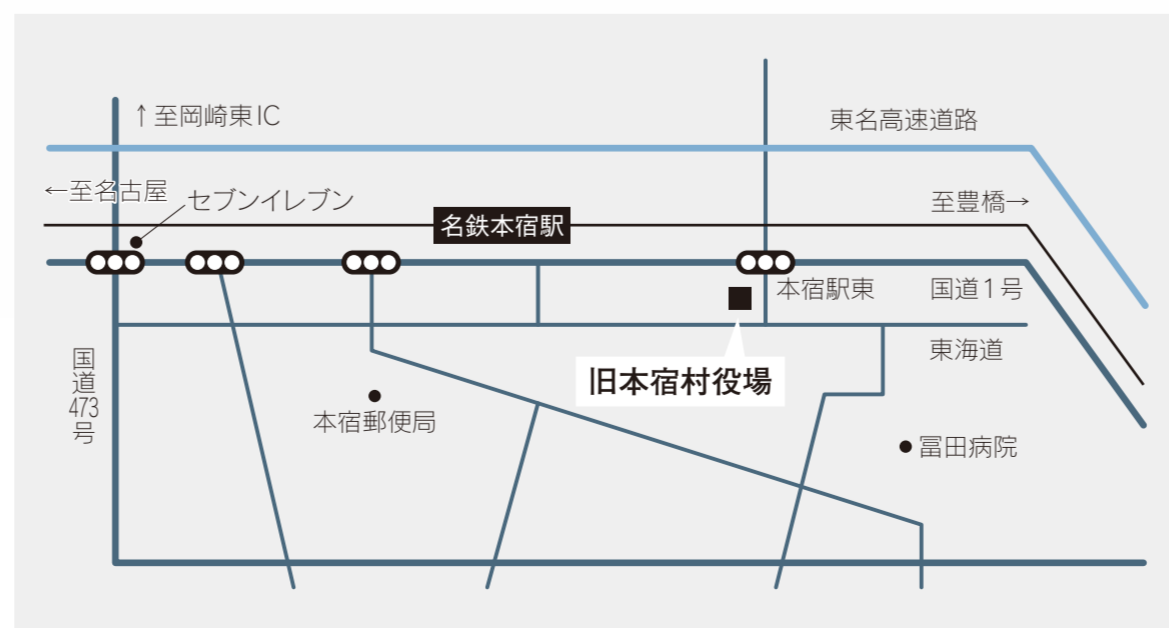 ↑至岡崎東IC
東名高速道路
←至名古屋
セブンイレブン
至豊橋→
名鉄本宿駅
本宿駅東
国道1号
東海道
国道473号
旧本宿村役場
本宿郵便局
冨田病院